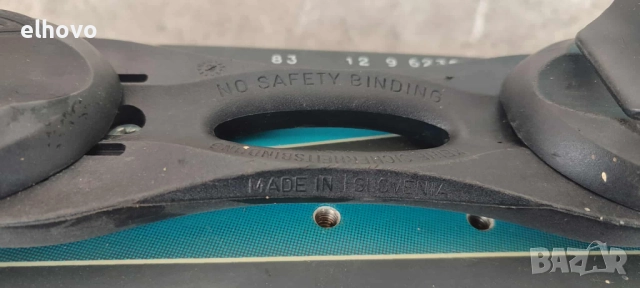 elhovo
83 12 9
NO SAFETY BINDING
MADE IN SLOVENIA
BAZAR